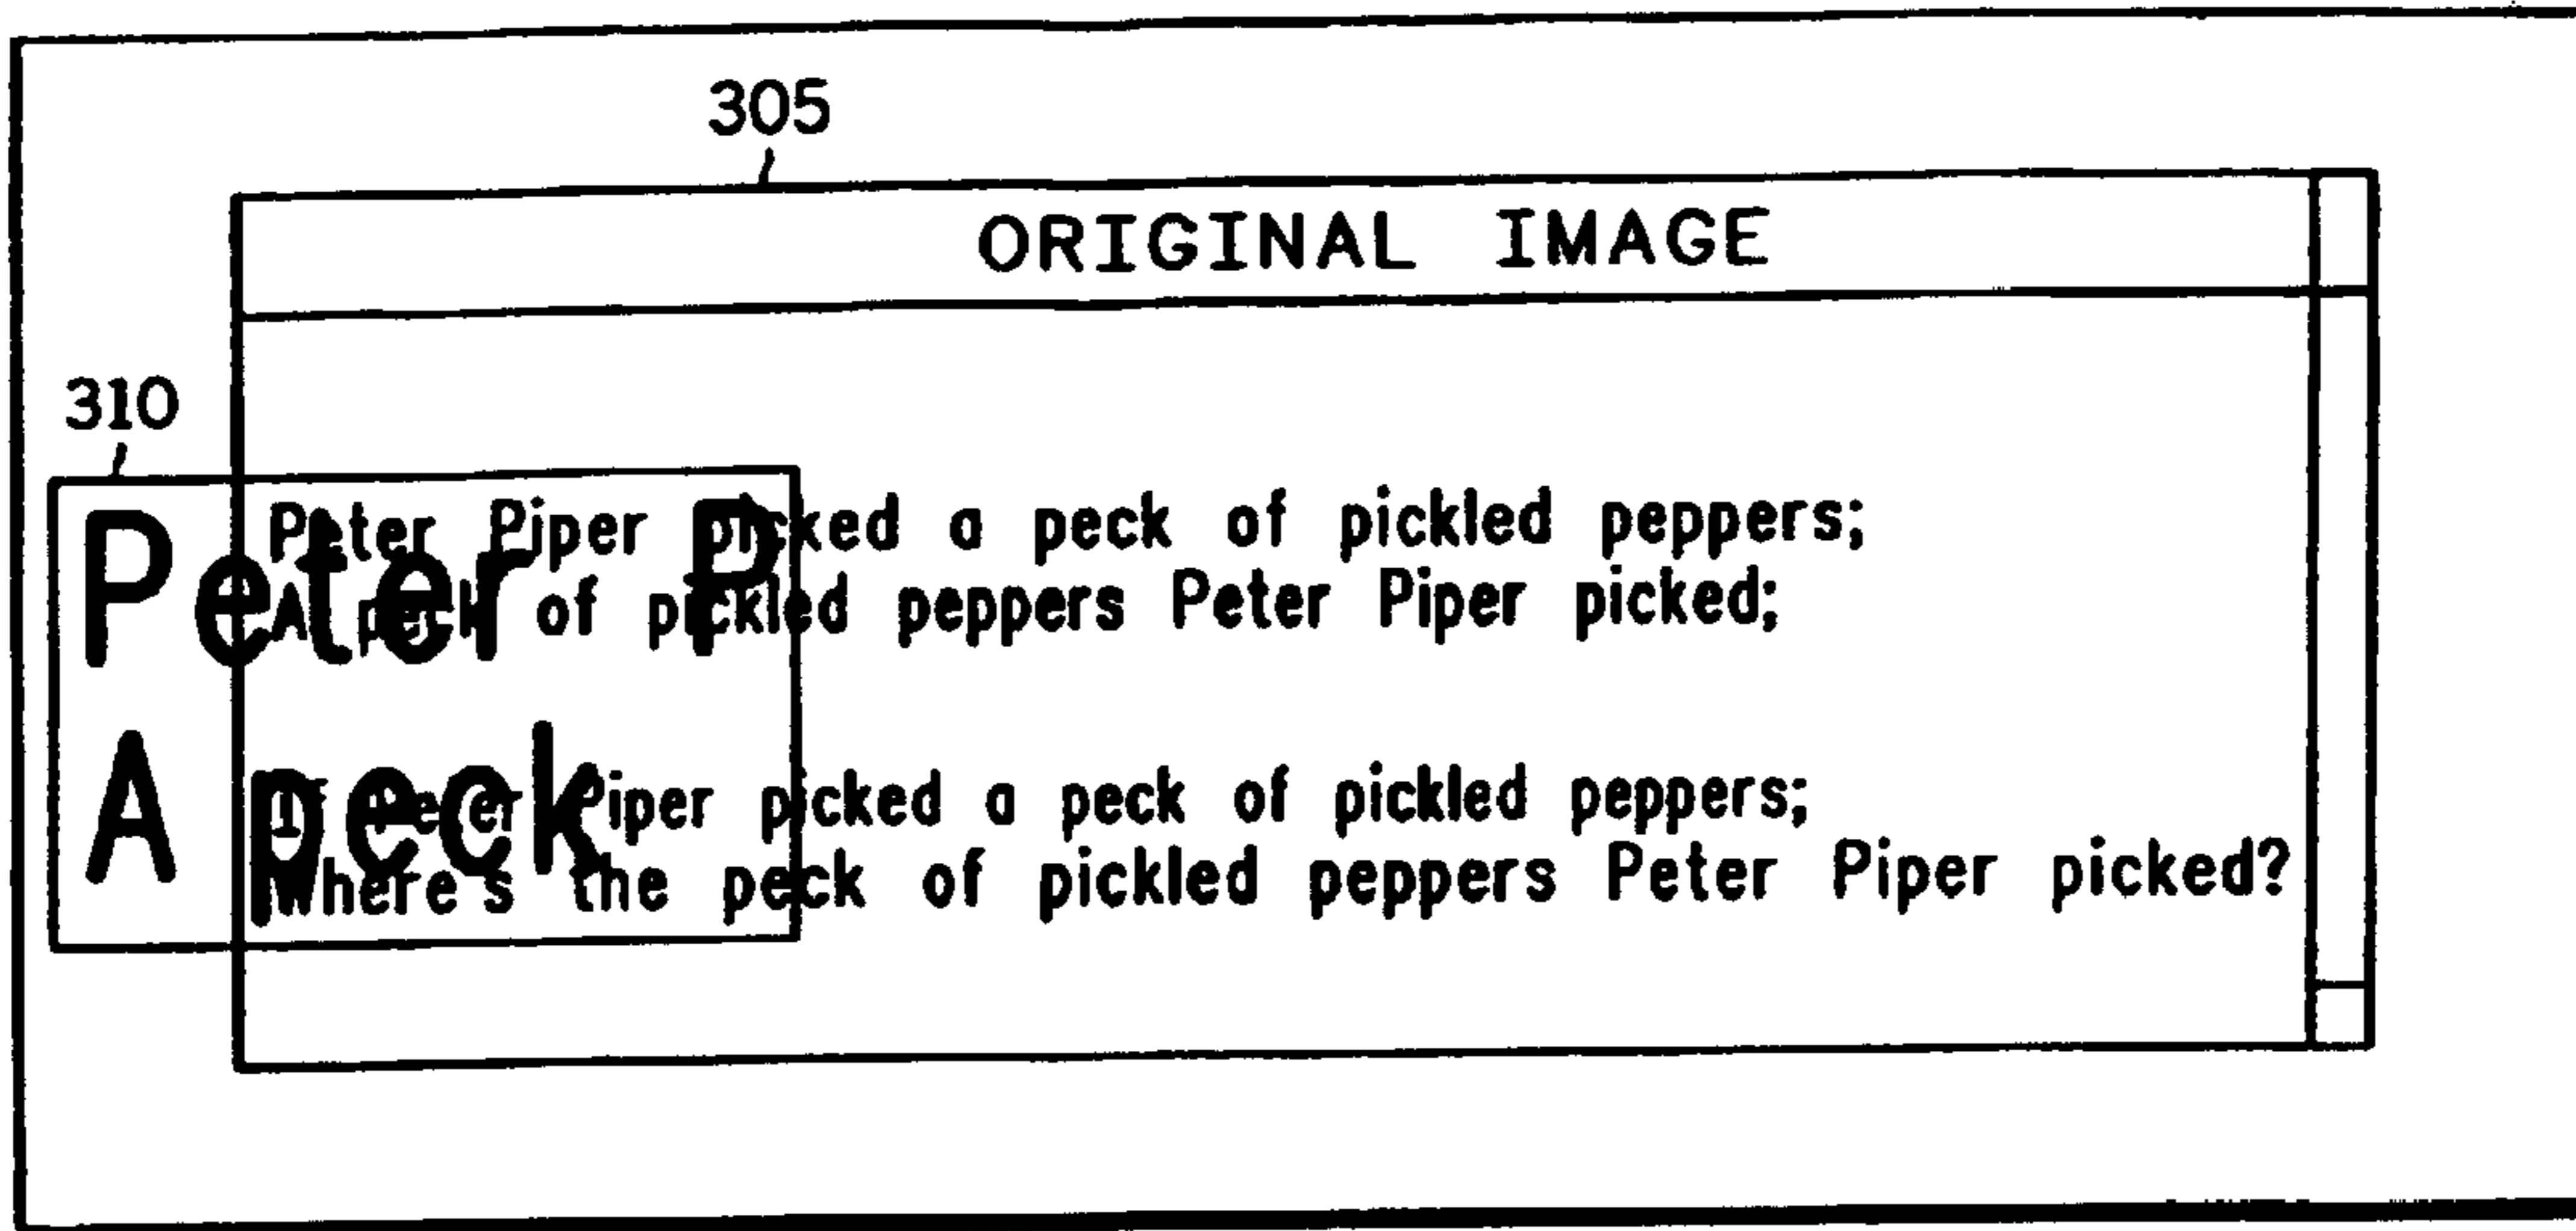 305
ORIGINAL IMAGE
310
Peter Piper picked a peck of pickled peppers;
A peck of pickled peppers Peter Piper picked;
If Peter Piper picked a peck of pickled peppers;
Where's the peck of pickled peppers Peter Piper picked?
Peter P
A peck